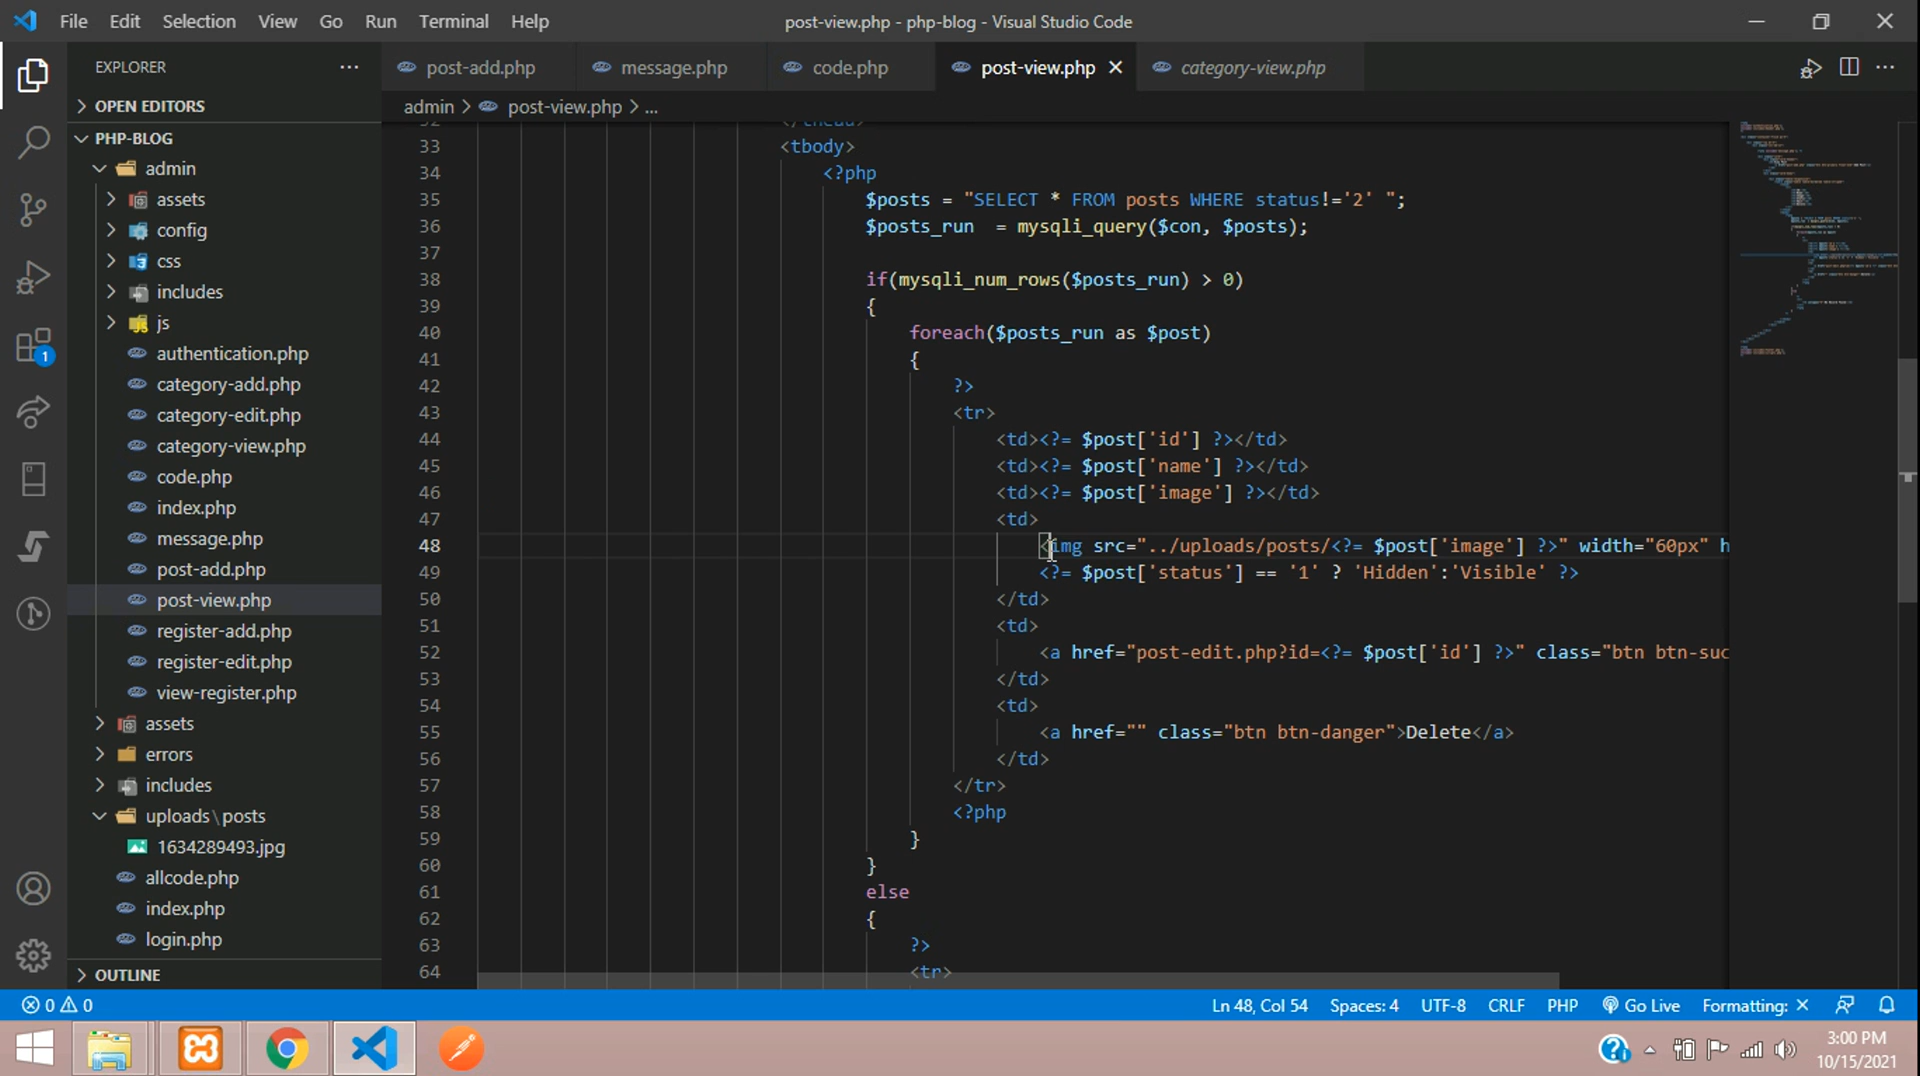 File Edit Selection View Go Run Terminal Help
post-view.php - php-blog - Visual Studio Code
EXPLORER
post-add.php
message.php
code.php
post-view.php
category-view.php
OPEN EDITORS
admin > post-view.php > ...
PHP-BLOG
admin
assets
config
css
includes
js
authentication.php
category-add.php
category-edit.php
category-view.php
code.php
index.php
message.php
post-add.php
post-view.php
register-add.php
register-edit.php
view-register.php
assets
errors
includes
uploads\posts
1634289493.jpg
allcode.php
index.php
login.php
OUTLINE
33 <tbody>
34 <?php
35 $posts = "SELECT * FROM posts WHERE status!='2' ";
36 $posts_run  = mysqli_query($con, $posts);
37
38 if(mysqli_num_rows($posts_run) > 0)
39 {
40 foreach($posts_run as $post)
41 {
42 ?>
43 <tr>
44 <td><?= $post['id'] ?></td>
45 <td><?= $post['name'] ?></td>
46 <td><?= $post['image'] ?></td>
47 <td>
48 <img src="../uploads/posts/<?= $post['image'] ?>" width="60px" h
49 <?= $post['status'] == '1' ? 'Hidden':'Visible' ?>
50 </td>
51 <td>
52 <a href="post-edit.php?id=<?= $post['id'] ?>" class="btn btn-suc
53 </td>
54 <td>
55 <a href="" class="btn btn-danger">Delete</a>
56 </td>
57 </tr>
58 <?php
59 }
60 }
61 else
62 {
63 ?>
64 <tr>
0 0
Ln 48, Col 54
Spaces: 4
UTF-8
CRLF
PHP
Go Live
Formatting: ×
1
3:00 PM
10/15/2021